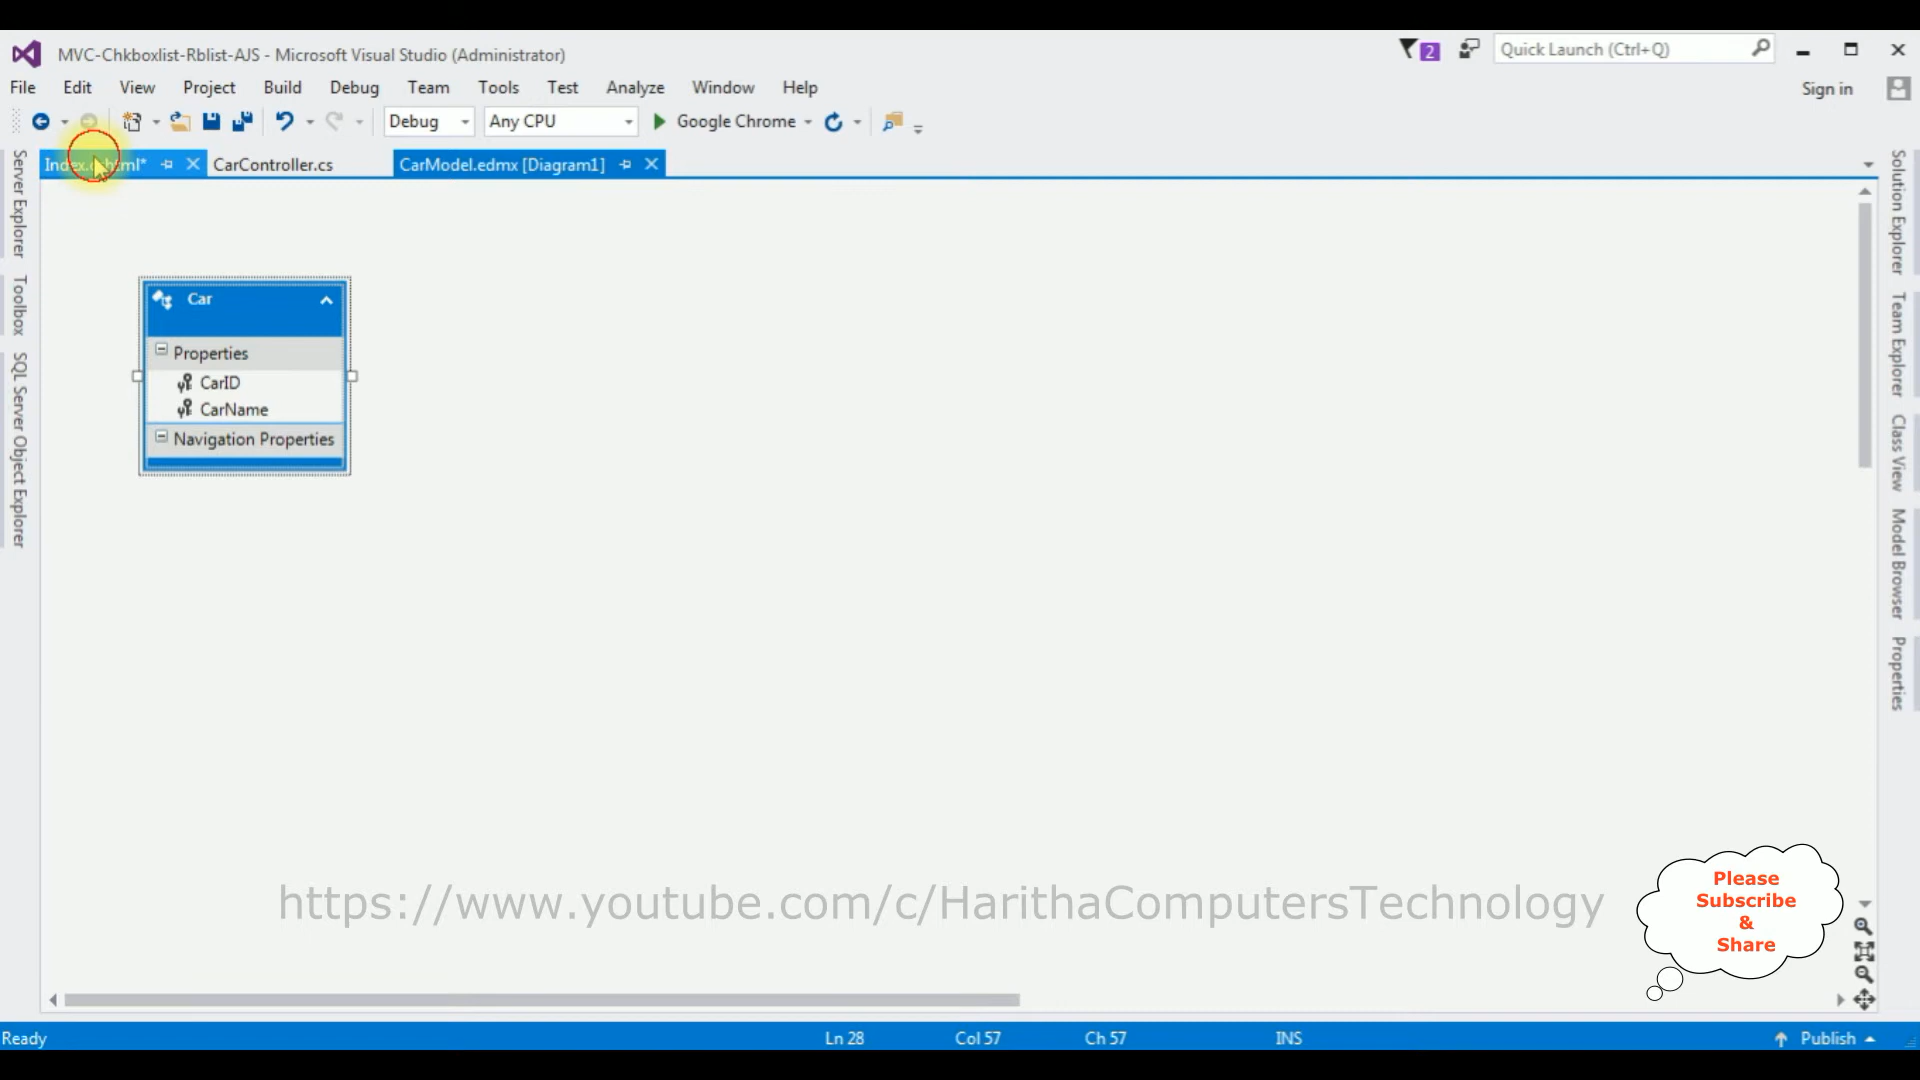 MVC-Chkboxlist-Rblist-AJS - Microsoft Visual Studio (Administrator)
2
Quick Launch (Ctrl+Q)
File Edit View Project Build Debug Team Tools Test Analyze Window Help
Sign in
Debug Any CPU Google Chrome
Index.cshtml* CarController.cs CarModel.edmx [Diagram1]
Server Explorer
Toolbox
SQL Server Object Explorer
Car
Properties
CarID
CarName
Navigation Properties
Solution Explorer
Team Explorer
Class View
Model Browser
Properties
https://www.youtube.com/c/HarithaComputersTechnology
Please
Subscribe
&
Share
Ready Ln 28 Col 57 Ch 57 INS Publish